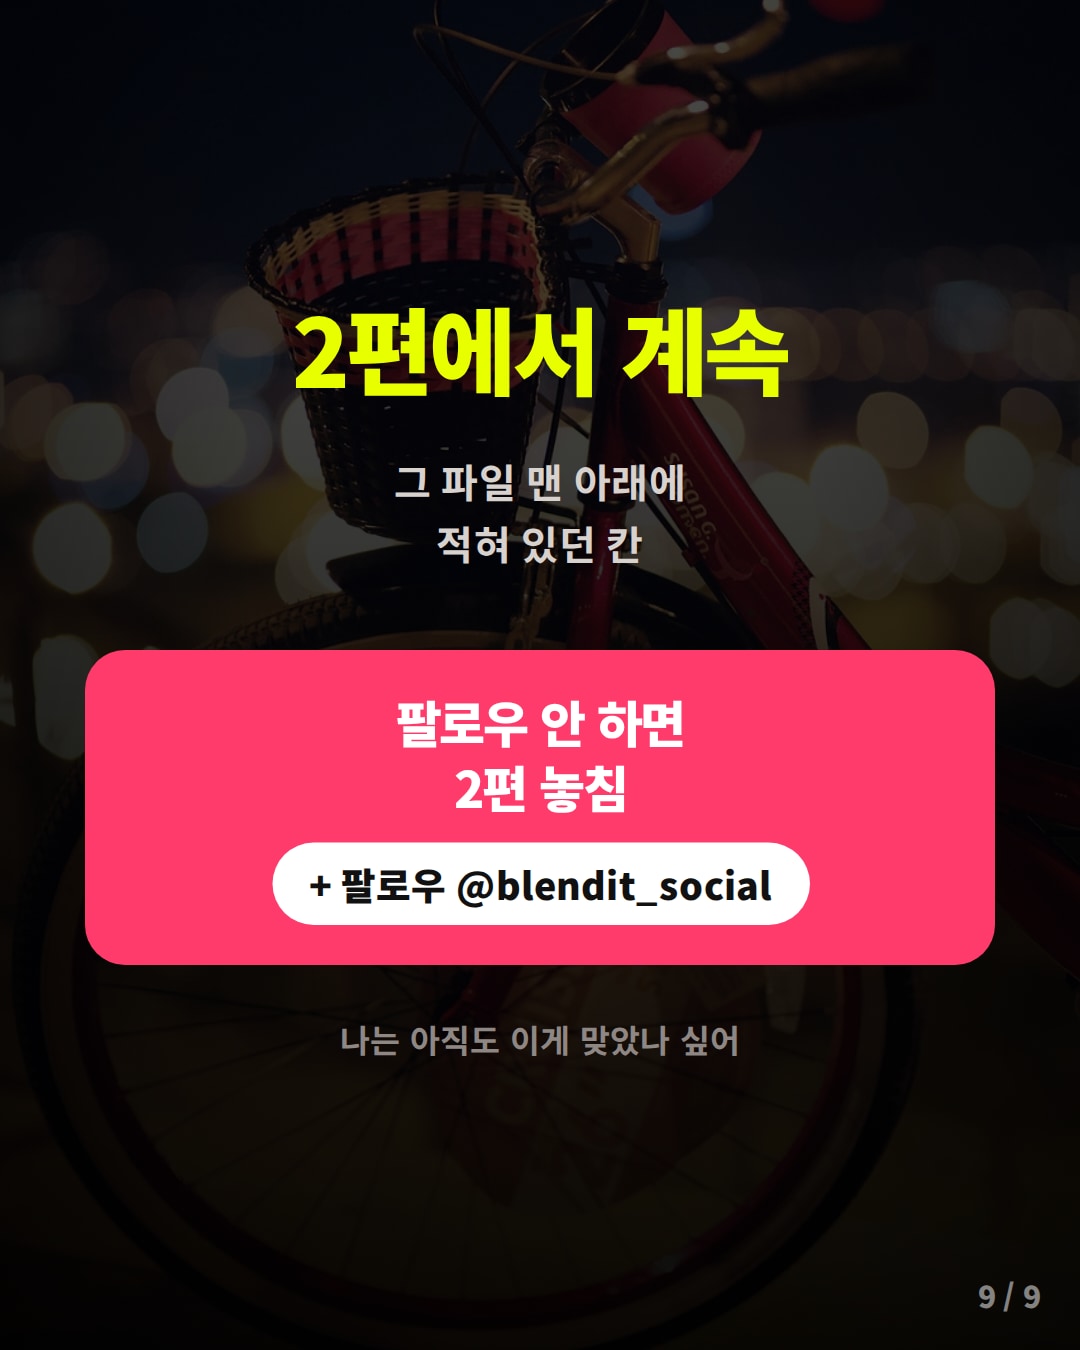 2편에서 계속
그 파일 맨 아래에
적혀 있던 칸
팔로우 안 하면
2편 놓침
+ 팔로우 @blendit_social
나는 아직도 이게 맞았나 싶어
9 / 9